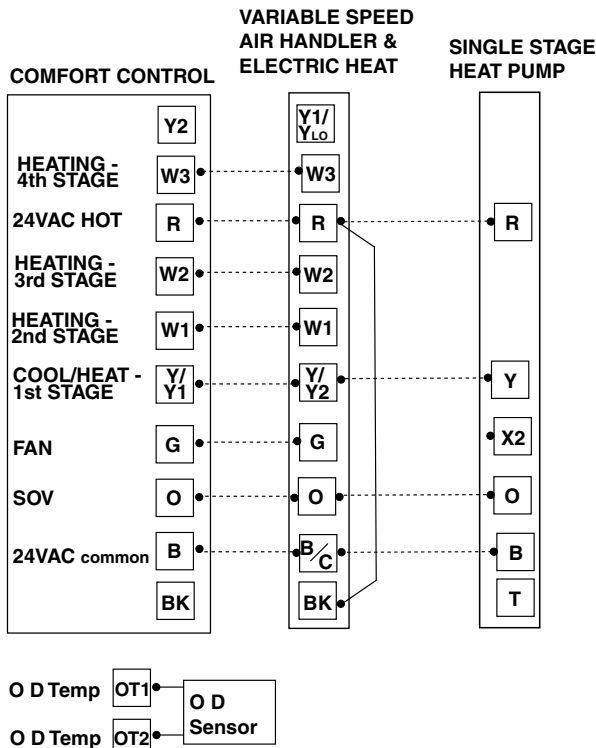 VARIABLE SPEED
AIR HANDLER &
ELECTRIC HEAT
SINGLE STAGE
HEAT PUMP
COMFORT CONTROL
Y2
Y1/
YLO
HEATING -
4th STAGE
W3
W3
24VAC HOT
R
R
R
HEATING -
3rd STAGE
W2
W2
HEATING -
2nd STAGE
W1
W1
COOL/HEAT -
1st STAGE
Y/
Y1
Y/
Y2
Y
FAN
G
G
X2
SOV
O
O
O
24VAC common
B
B/C
B
BK
BK
T
O D Temp
OT1
O D
Sensor
O D Temp
OT2